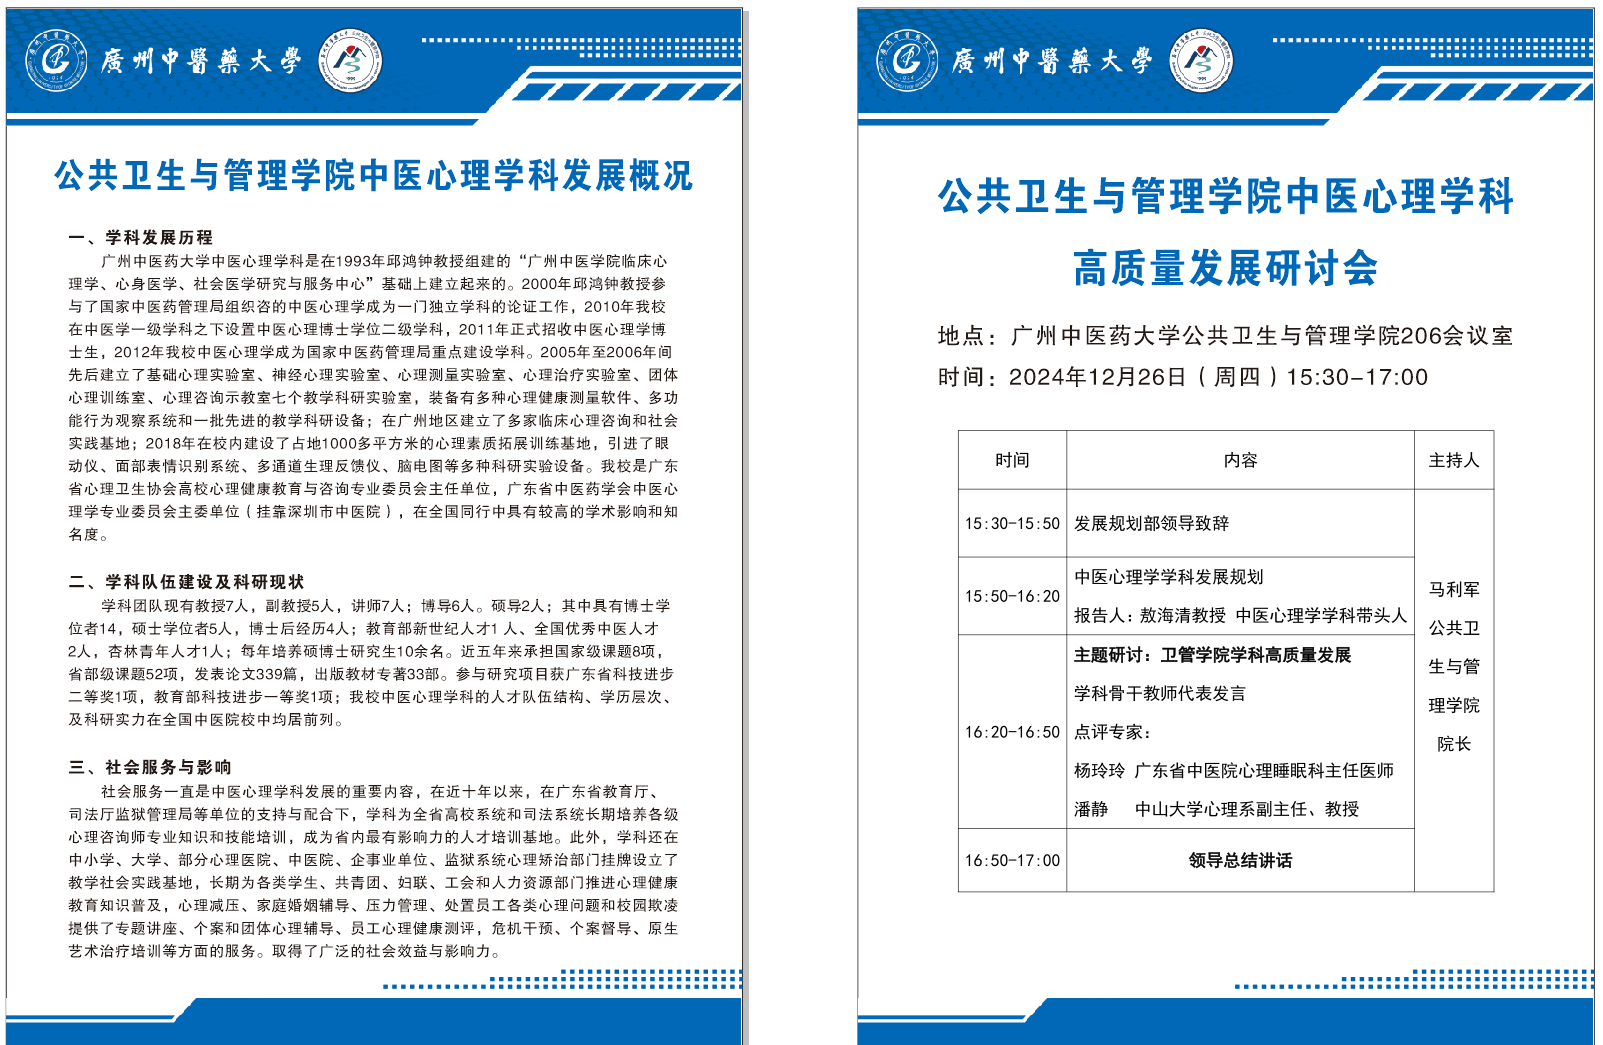 廣州中醫藥大學
公共卫生与管理学院中医心理学科发展概况
一、学科发展历程
广州中医药大学中医心理学科是在1993年邱鸿钟教授组建的“广州中医学院临床心
理学、心身医学、社会医学研究与服务中心”基础上建立起来的。2000年邱鸿钟教授参
与了国家中医药管理局组织咨的中医心理学成为一门独立学科的论证工作，2010年我校
在中医学一级学科之下设置中医心理博士学位二级学科，2011年正式招收中医心理学博
士生，2012年我校中医心理学成为国家中医药管理局重点建设学科。2005年至2006年间
先后建立了基础心理实验室、神经心理实验室、心理测量实验室、心理治疗实验室、团体
心理训练室、心理咨询示教室七个教学科研实验室，装备有多种心理健康测量软件、多功
能行为观察系统和一批先进的教学科研设备；在广州地区建立了多家临床心理咨询和社会
实践基地；2018年在校内建设了占地1000多平方米的心理素质拓展训练基地，引进了眼
动仪、面部表情识别系统、多通道生理反馈仪、脑电图等多种科研实验设备。我校是广东
省心理卫生协会高校心理健康教育与咨询专业委员会主任单位，广东省中医药学会中医心
理学专业委员会主委单位（挂靠深圳市中医院），在全国同行中具有较高的学术影响和知
名度。
二、学科队伍建设及科研现状
学科团队现有教授7人，副教授5人，讲师7人；博导6人。硕导2人；其中具有博士学
位者14，硕士学位者5人，博士后经历4人；教育部新世纪人才1 人、全国优秀中医人才
2人，杏林青年人才1人；每年培养硕博士研究生10余名。近五年来承担国家级课题8项，
省部级课题52项，发表论文339篇，出版教材专著33部。参与研究项目获广东省科技进步
二等奖1项，教育部科技进步一等奖1项；我校中医心理学科的人才队伍结构、学历层次、
及科研实力在全国中医院校中均居前列。
三、社会服务与影响
社会服务一直是中医心理学科发展的重要内容，在近十年以来，在广东省教育厅、
司法厅监狱管理局等单位的支持与配合下，学科为全省高校系统和司法系统长期培养各级
心理咨询师专业知识和技能培训，成为省内最有影响力的人才培训基地。此外，学科还在
中小学、大学、部分心理医院、中医院、企事业单位、监狱系统心理矫治部门挂牌设立了
教学社会实践基地，长期为各类学生、共青团、妇联、工会和人力资源部门推进心理健康
教育知识普及，心理减压、家庭婚姻辅导、压力管理、处置员工各类心理问题和校园欺凌
提供了专题讲座、个案和团体心理辅导、员工心理健康测评，危机干预、个案督导、原生
艺术治疗培训等方面的服务。取得了广泛的社会效益与影响力。
廣州中醫藥大學
公共卫生与管理学院中医心理学科
高质量发展研讨会
地点：广州中医药大学公共卫生与管理学院206会议室
时间：2024年12月26日（周四）15:30-17:00
时间 内容 主持人
15:30-15:50 发展规划部领导致辞
15:50-16:20
中医心理学学科发展规划
报告人：敖海清教授 中医心理学学科带头人
16:20-16:50
主题研讨：卫管学院学科高质量发展
学科骨干教师代表发言
点评专家：
杨玲玲 广东省中医院心理睡眠科主任医师
潘静 中山大学心理系副主任、教授
16:50-17:00 领导总结讲话
马利军
公共卫
生与管
理学院
院长